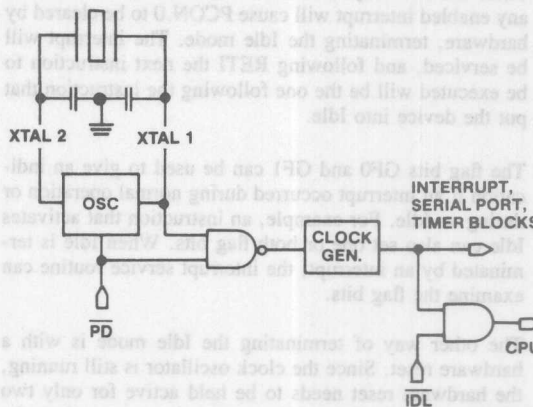 any enabled interrupt will cause PCON.0 to be cleared by
hardware, terminating the Idle mode. The interrupt will
be serviced, and following RETI the next instruction to
be executed will be the one following the instruction that
put the device into Idle.
XTAL 2
XTAL 1
The flag bits GF0 and GF1 can be used to give an indi-
interrupt occurred during normal operation or
Idle. For example, an instruction that activates
Idle can also set both flag bits. When Idle is ter-
minated by an interrupt, the interrupt service routine can
examine the flag bits.
OSC
CLOCK
GEN.
INTERRUPT,
SERIAL PORT,
TIMER BLOCKS
PD
The other way of terminating the Idle mode is with a
hardware reset. Since the clock oscillator is still running,
the hardware reset needs to be held active for only two
CPU
IDL